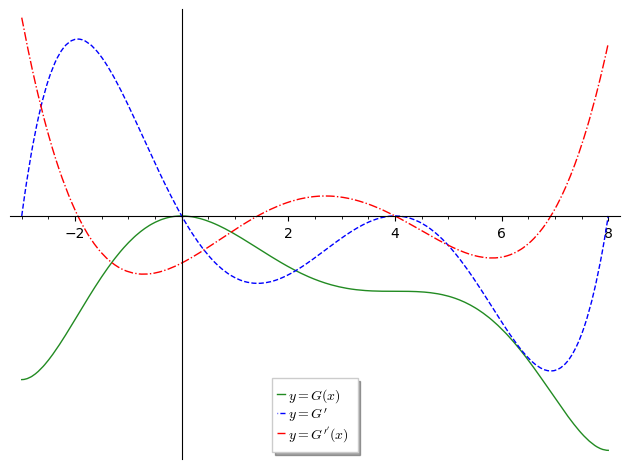 −2 2 4 6 8
y = G(x)
y = G′
y = G′′(x)